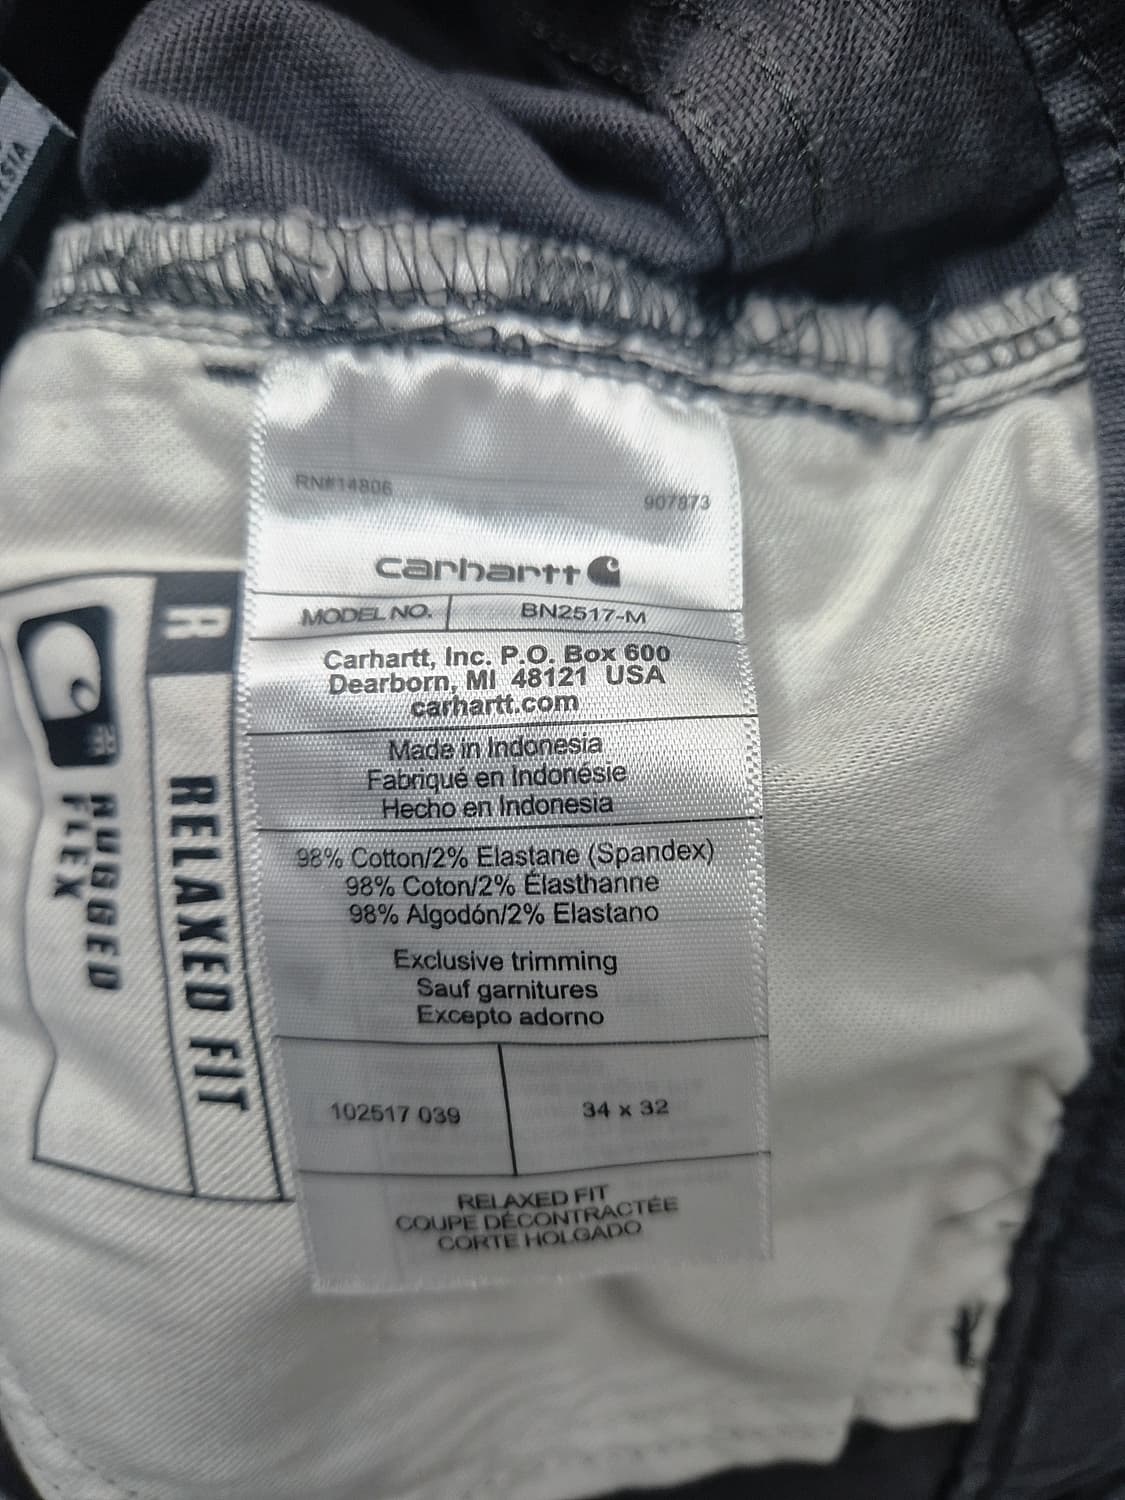 RN#14806
907873
carhartt
MODEL NO. BN2517-M
Carhartt, Inc. P.O. Box 600
Dearborn, MI 48121 USA
carhartt.com
Made in Indonesia
Fabriqué en Indonésie
Hecho en Indonesia
98% Cotton/2% Elastane (Spandex)
98% Coton/2% Élasthanne
98% Algodón/2% Elastano
Exclusive trimming
Sauf garnitures
Excepto adorno
102517 039
34 x 32
RELAXED FIT
COUPE DÉCONTRACTÉE
CORTE HOLGADO
R
RELAXED FIT
RUGGED
FLEX